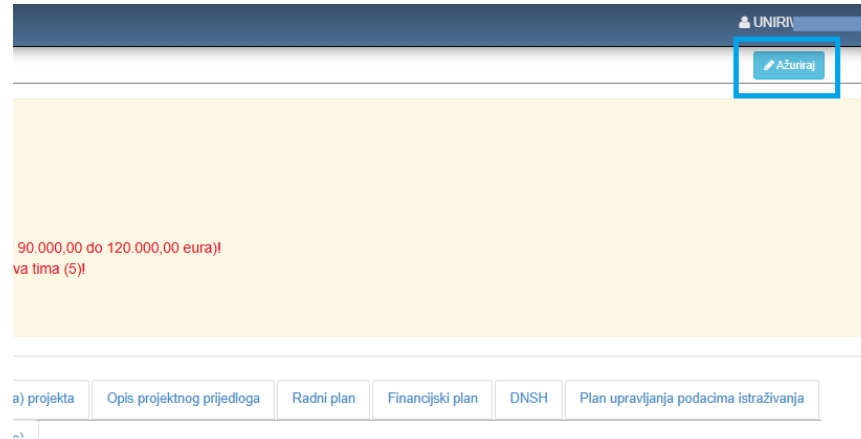 UNIRI
Ažuriraj
90.000,00 do 120.000,00 eura)!
va tima (5)!
a) projekta Opis projektnog prijedloga Radni plan Financijski plan DNSH Plan upravljanja podacima istraživanja